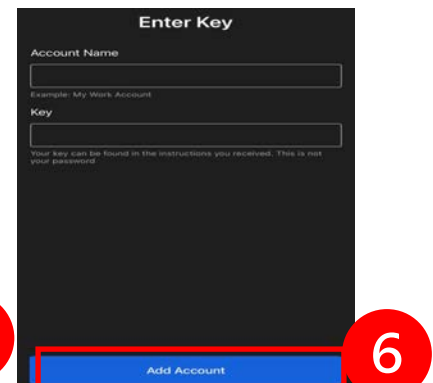 Enter Key
Account Name
Example: My Work Account
Key
Your key can be found in the instructions you received. This is not
your password
Add Account
6